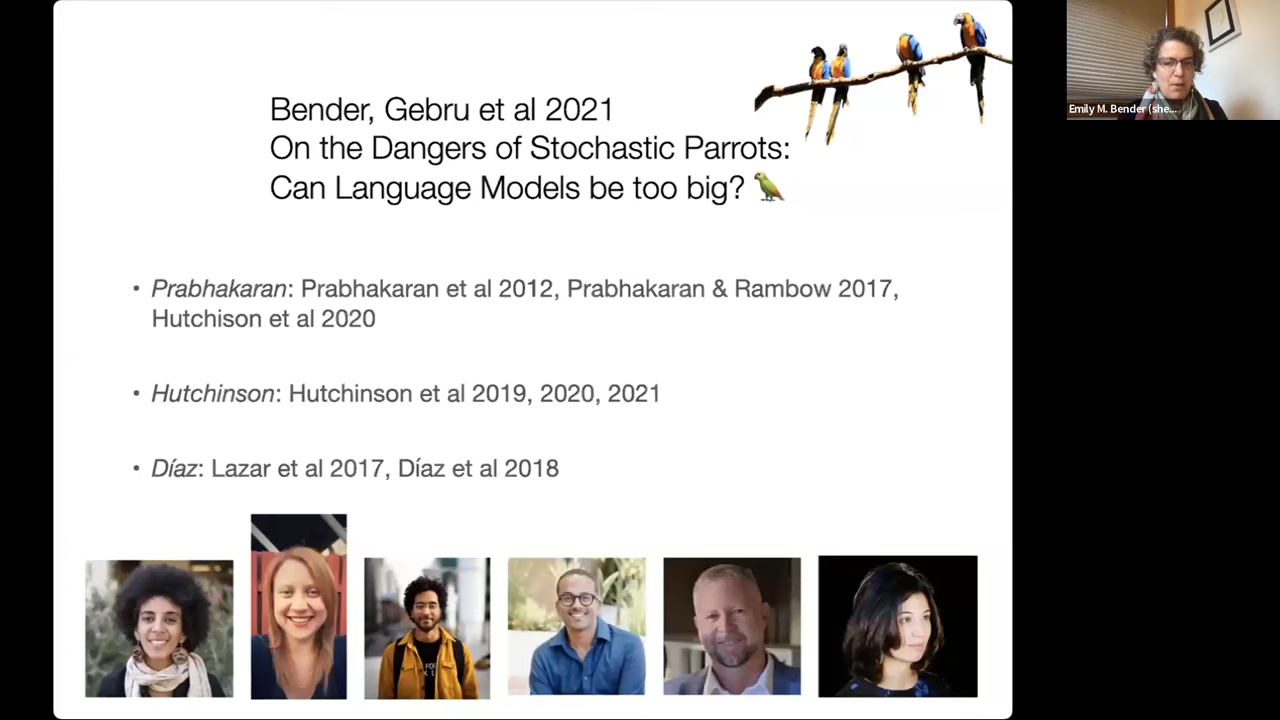 Bender, Gebru et al 2021
On the Dangers of Stochastic Parrots:
Can Language Models be too big? 🦜
• Prabhakaran: Prabhakaran et al 2012, Prabhakaran & Rambow 2017,
Hutchison et al 2020
• Hutchinson: Hutchinson et al 2019, 2020, 2021
• Díaz: Lazar et al 2017, Díaz et al 2018
Emily M. Bender (she...
FOR